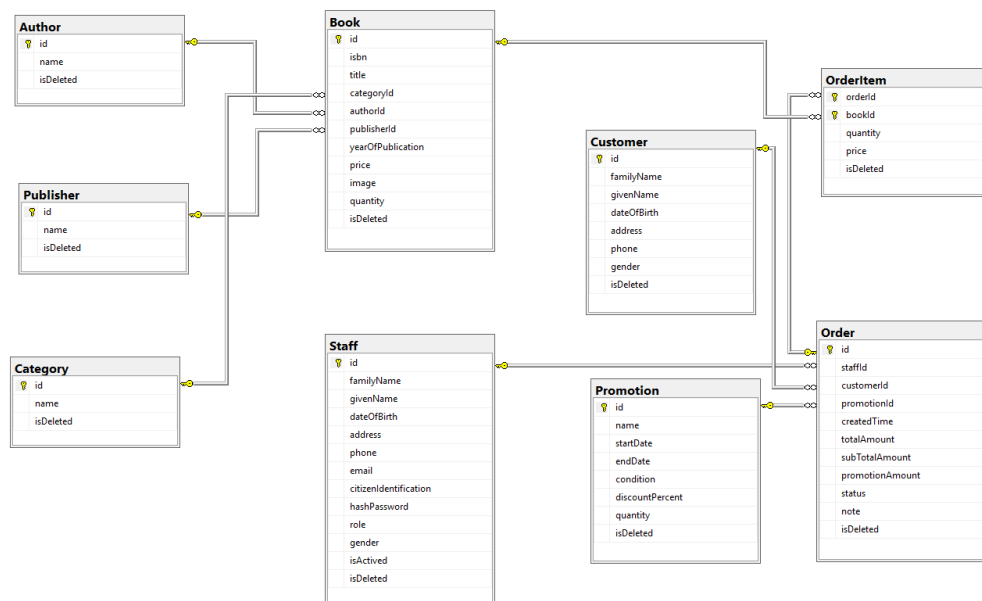 Author
id
name
isDeleted
Book
id
isbn
title
categoryId
authorId
publisherId
yearOfPublication
price
image
quantity
isDeleted
OrderItem
orderId
bookId
quantity
price
isDeleted
Customer
id
familyName
givenName
dateOfBirth
address
phone
gender
isDeleted
Publisher
id
name
isDeleted
Category
id
name
isDeleted
Staff
id
familyName
givenName
dateOfBirth
address
phone
email
citizenIdentification
hashPassword
role
gender
isActived
isDeleted
Promotion
id
name
startDate
endDate
condition
discountPercent
quantity
isDeleted
Order
id
staffId
customerId
promotionId
createdTime
totalAmount
subTotalAmount
promotionAmount
status
note
isDeleted